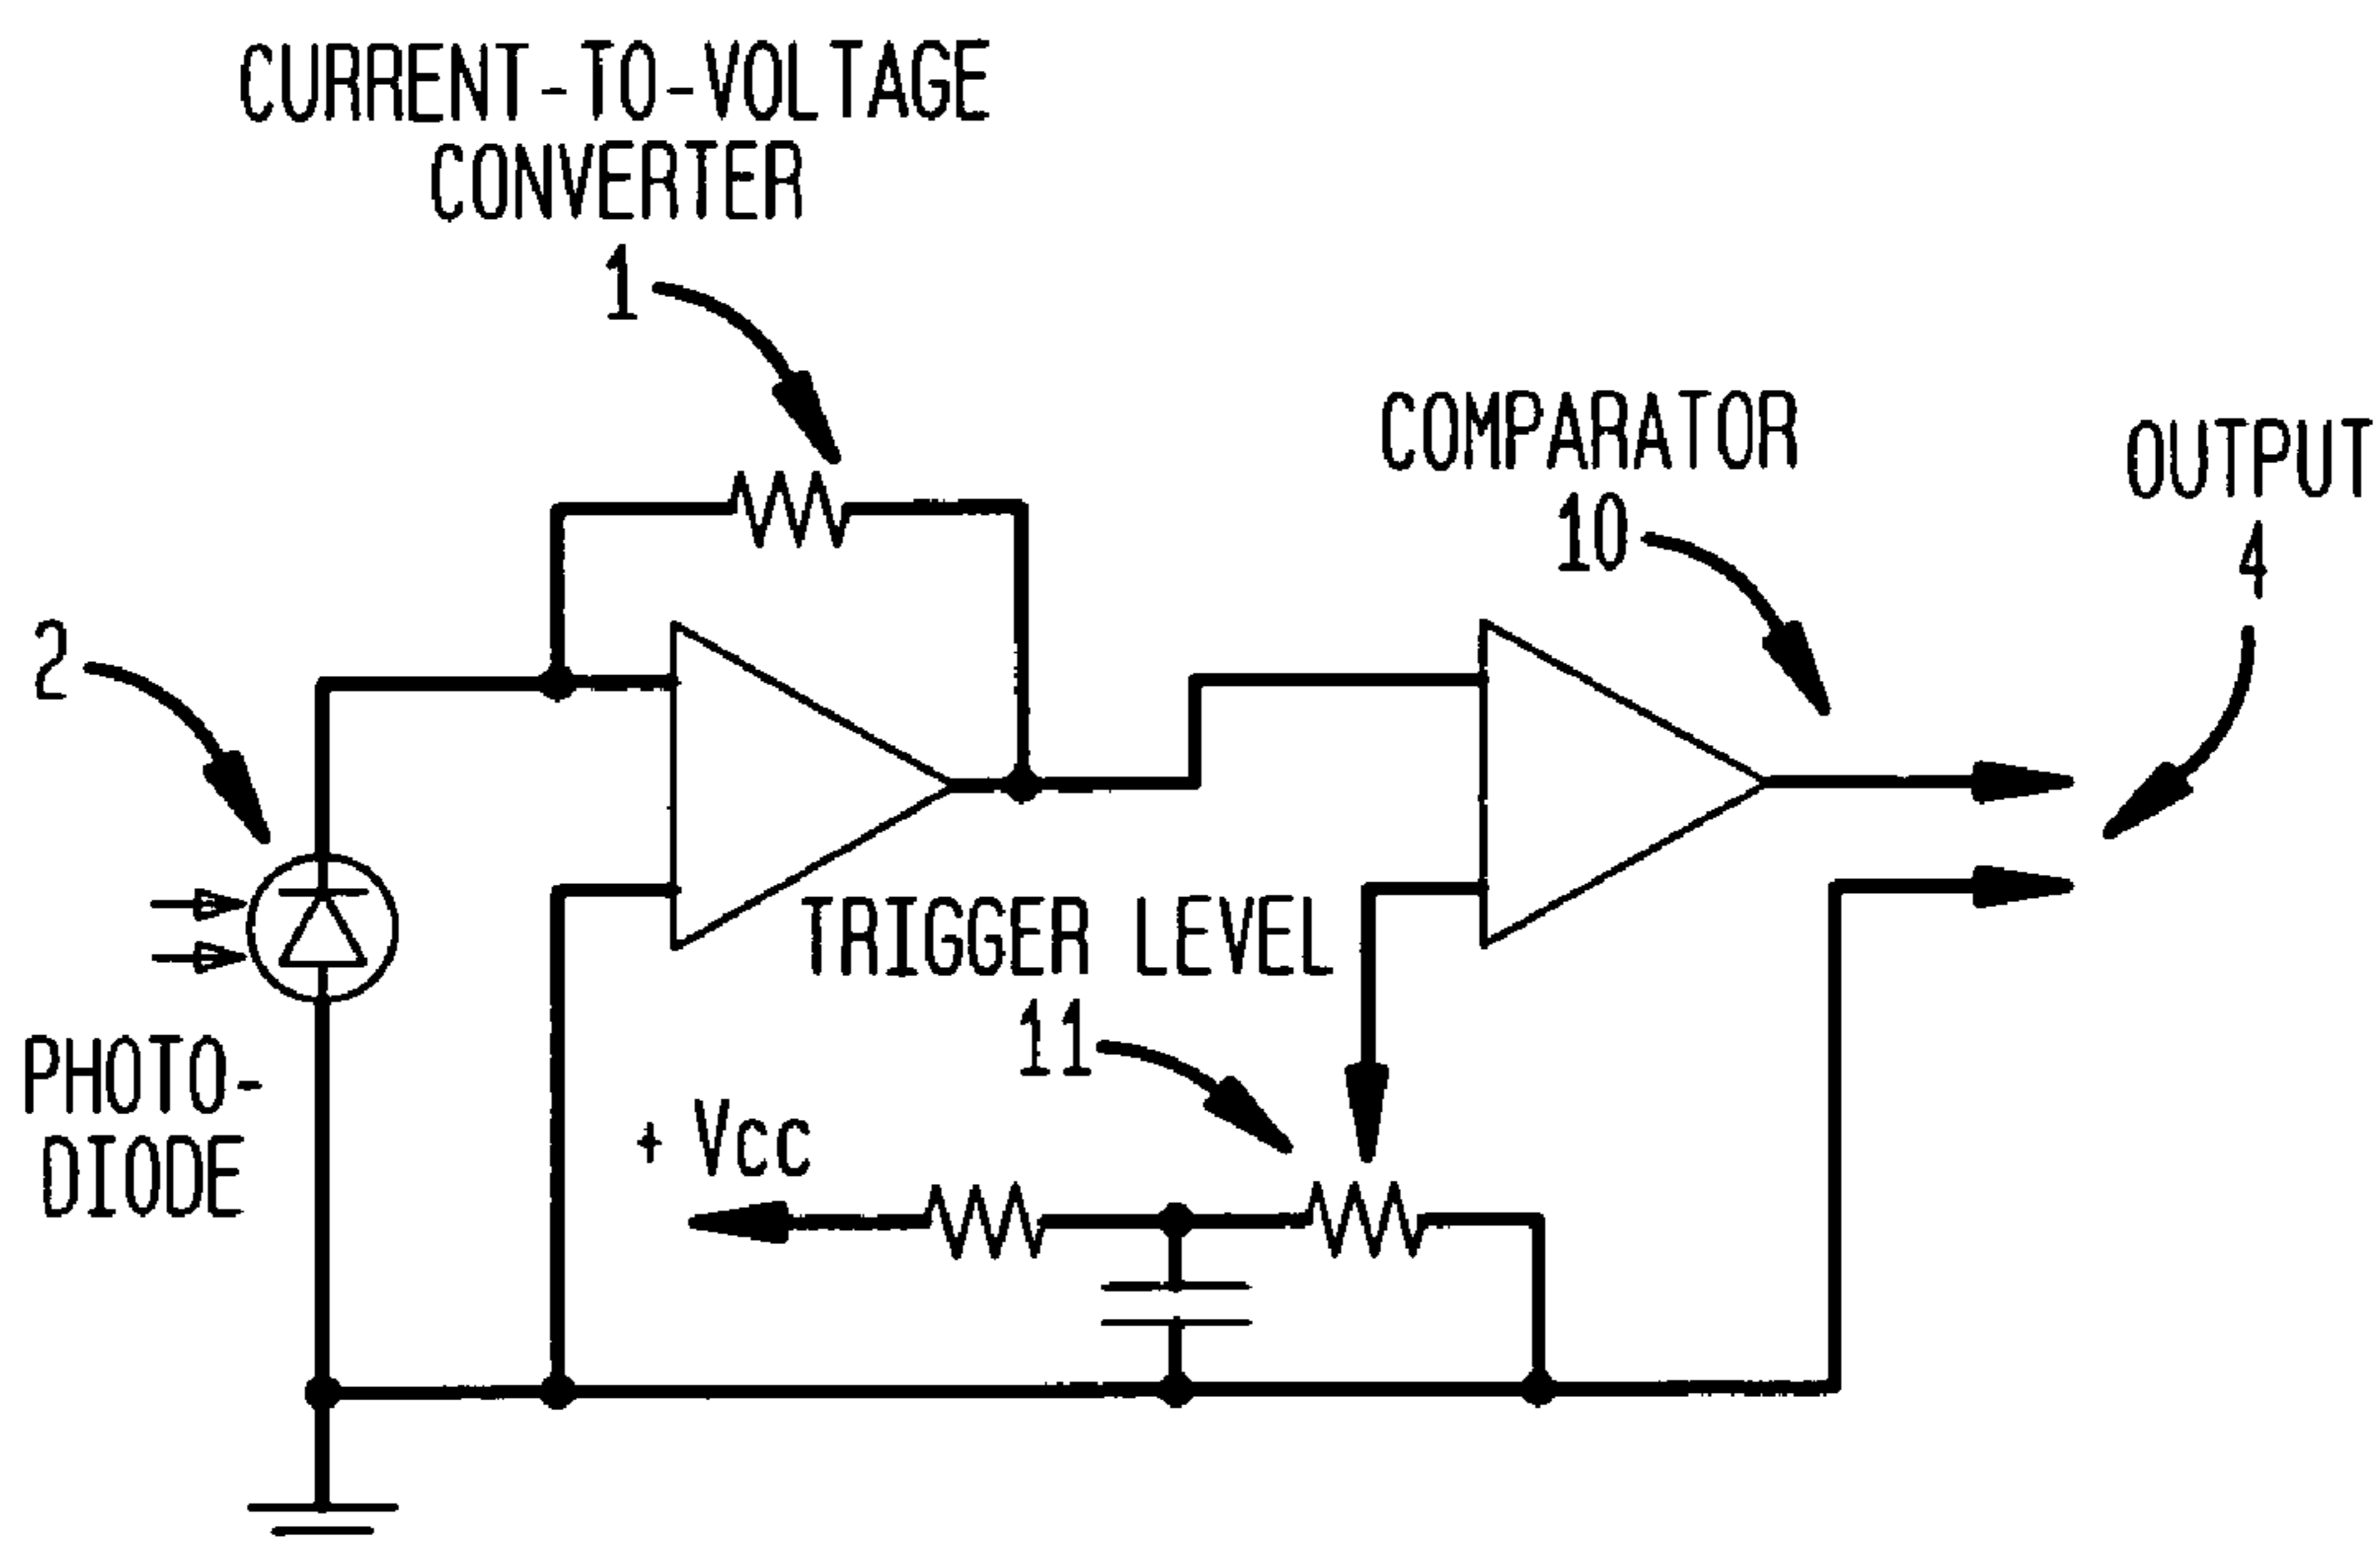 CURRENT-TO-VOLTAGE
CONVERTER
1
COMPARATOR
10
OUTPUT
4
2
TRIGGER LEVEL
11
PHOTO-
DIODE
+ Vcc